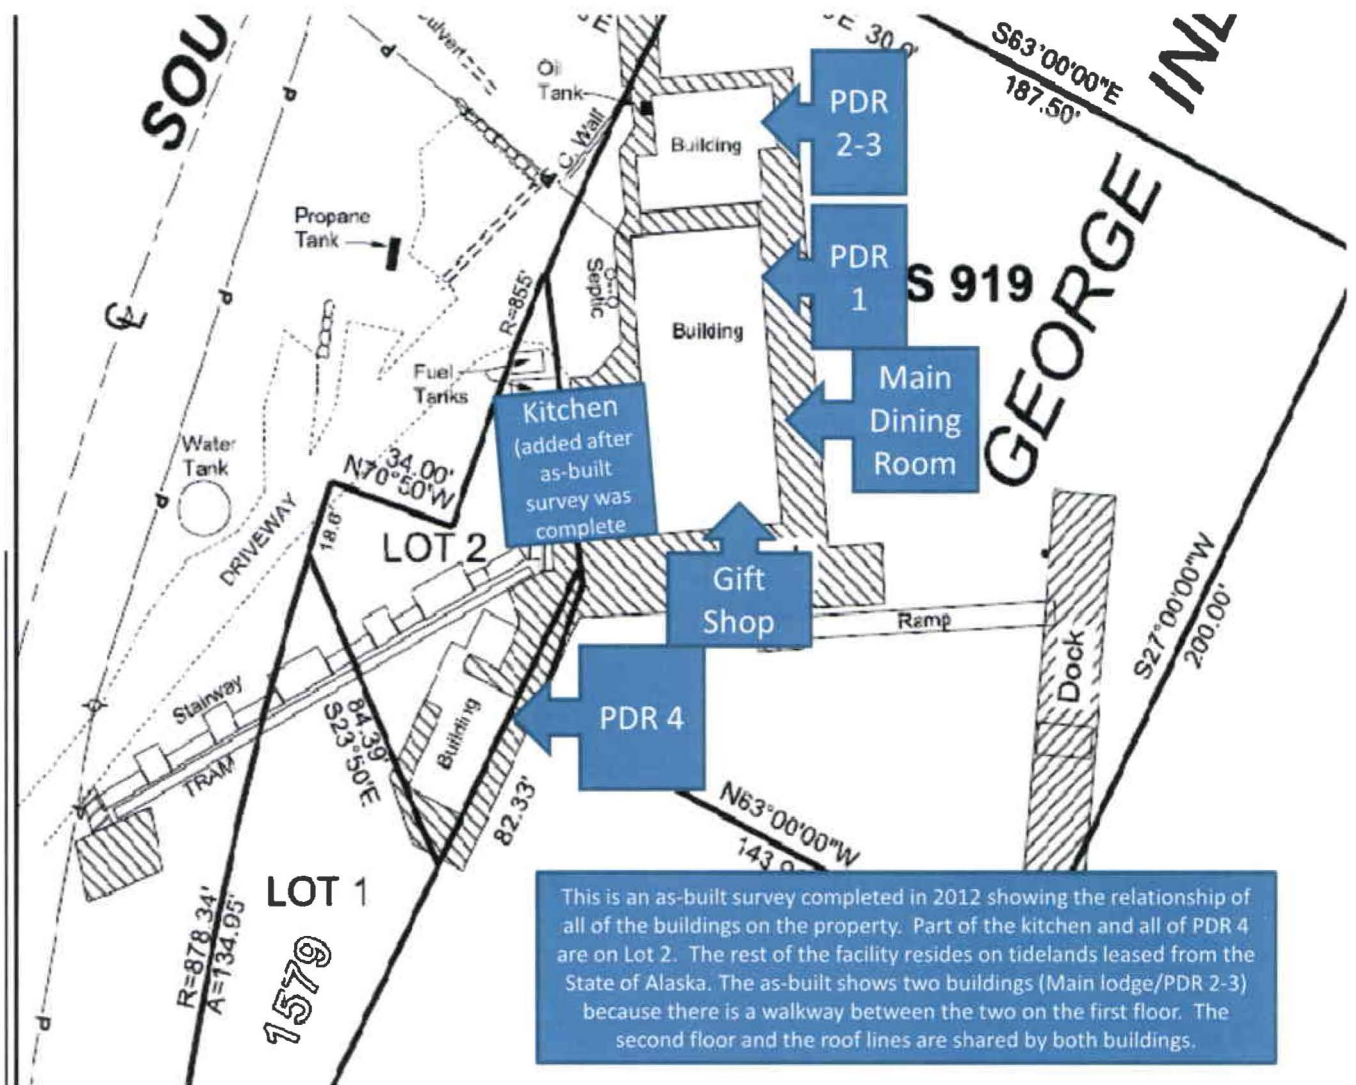 SOU
Culvert
E
E 30.0'
S63°00'00"E
187.50'
INL
Oil
Tank
C. Wall
Building
PDR
2-3
Propane
Tank
Septic
R=855'
PDR
1
S 919
GEORGE
Building
Fuel
Tanks
Main
Dining
Room
Kitchen
(added after
as-built
survey was
complete
Water
Tank
34.00'
N70°50'W
18.6'
DRIVEWAY
LOT 2
Gift
Shop
Ramp
Dock
S27°00'00"W
200.00'
Stairway
TRAM
84.39'
S23°50'E
Building
PDR 4
82.33'
N63°00'00"W
LOT 1
R=878.34'
A=134.95'
1579
This is an as-built survey completed in 2012 showing the relationship of
all of the buildings on the property. Part of the kitchen and all of PDR 4
are on Lot 2. The rest of the facility resides on tidelands leased from the
State of Alaska. The as-built shows two buildings (Main lodge/PDR 2-3)
because there is a walkway between the two on the first floor. The
second floor and the roof lines are shared by both buildings.